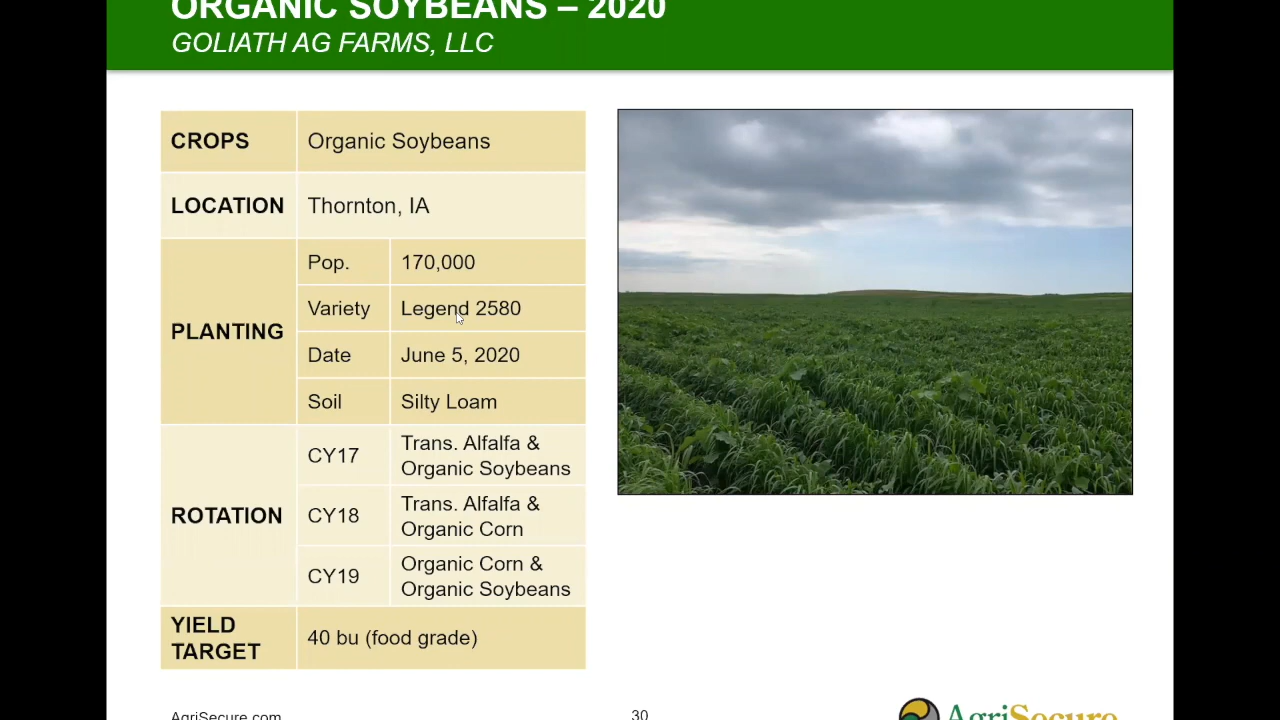 ORGANIC SOYBEANS – 2020
GOLIATH AG FARMS, LLC
CROPS
Organic Soybeans
LOCATION
Thornton, IA
PLANTING
Pop.
170,000
Variety
Legend 2580
Date
June 5, 2020
Soil
Silty Loam
ROTATION
CY17
Trans. Alfalfa &
Organic Soybeans
CY18
Trans. Alfalfa &
Organic Corn
CY19
Organic Corn &
Organic Soybeans
YIELD
TARGET
40 bu (food grade)
AgriSecure.com
30
AgriSecure